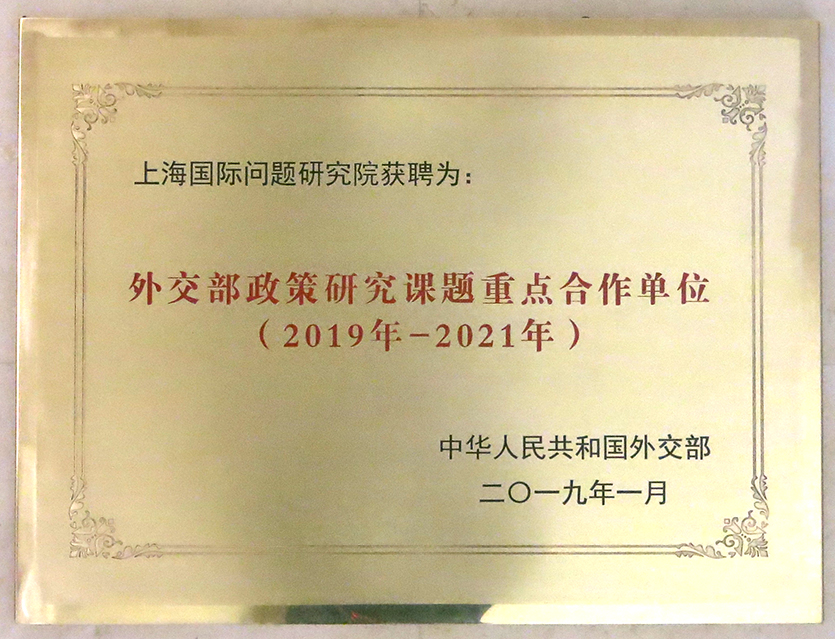 上海国际问题研究院获聘为：
外交部政策研究课题重点合作单位
（2019年-2021年）
中华人民共和国外交部
二〇一九年一月